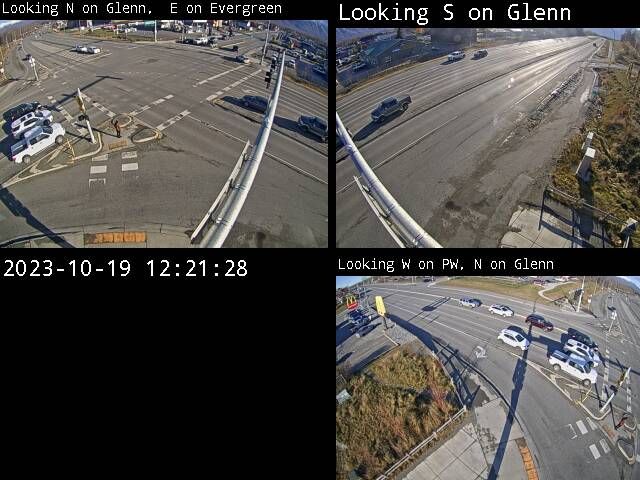 Looking N on Glenn, E on Evergreen
Looking S on Glenn
2023-10-19 12:21:28
Looking W on PW, N on Glenn